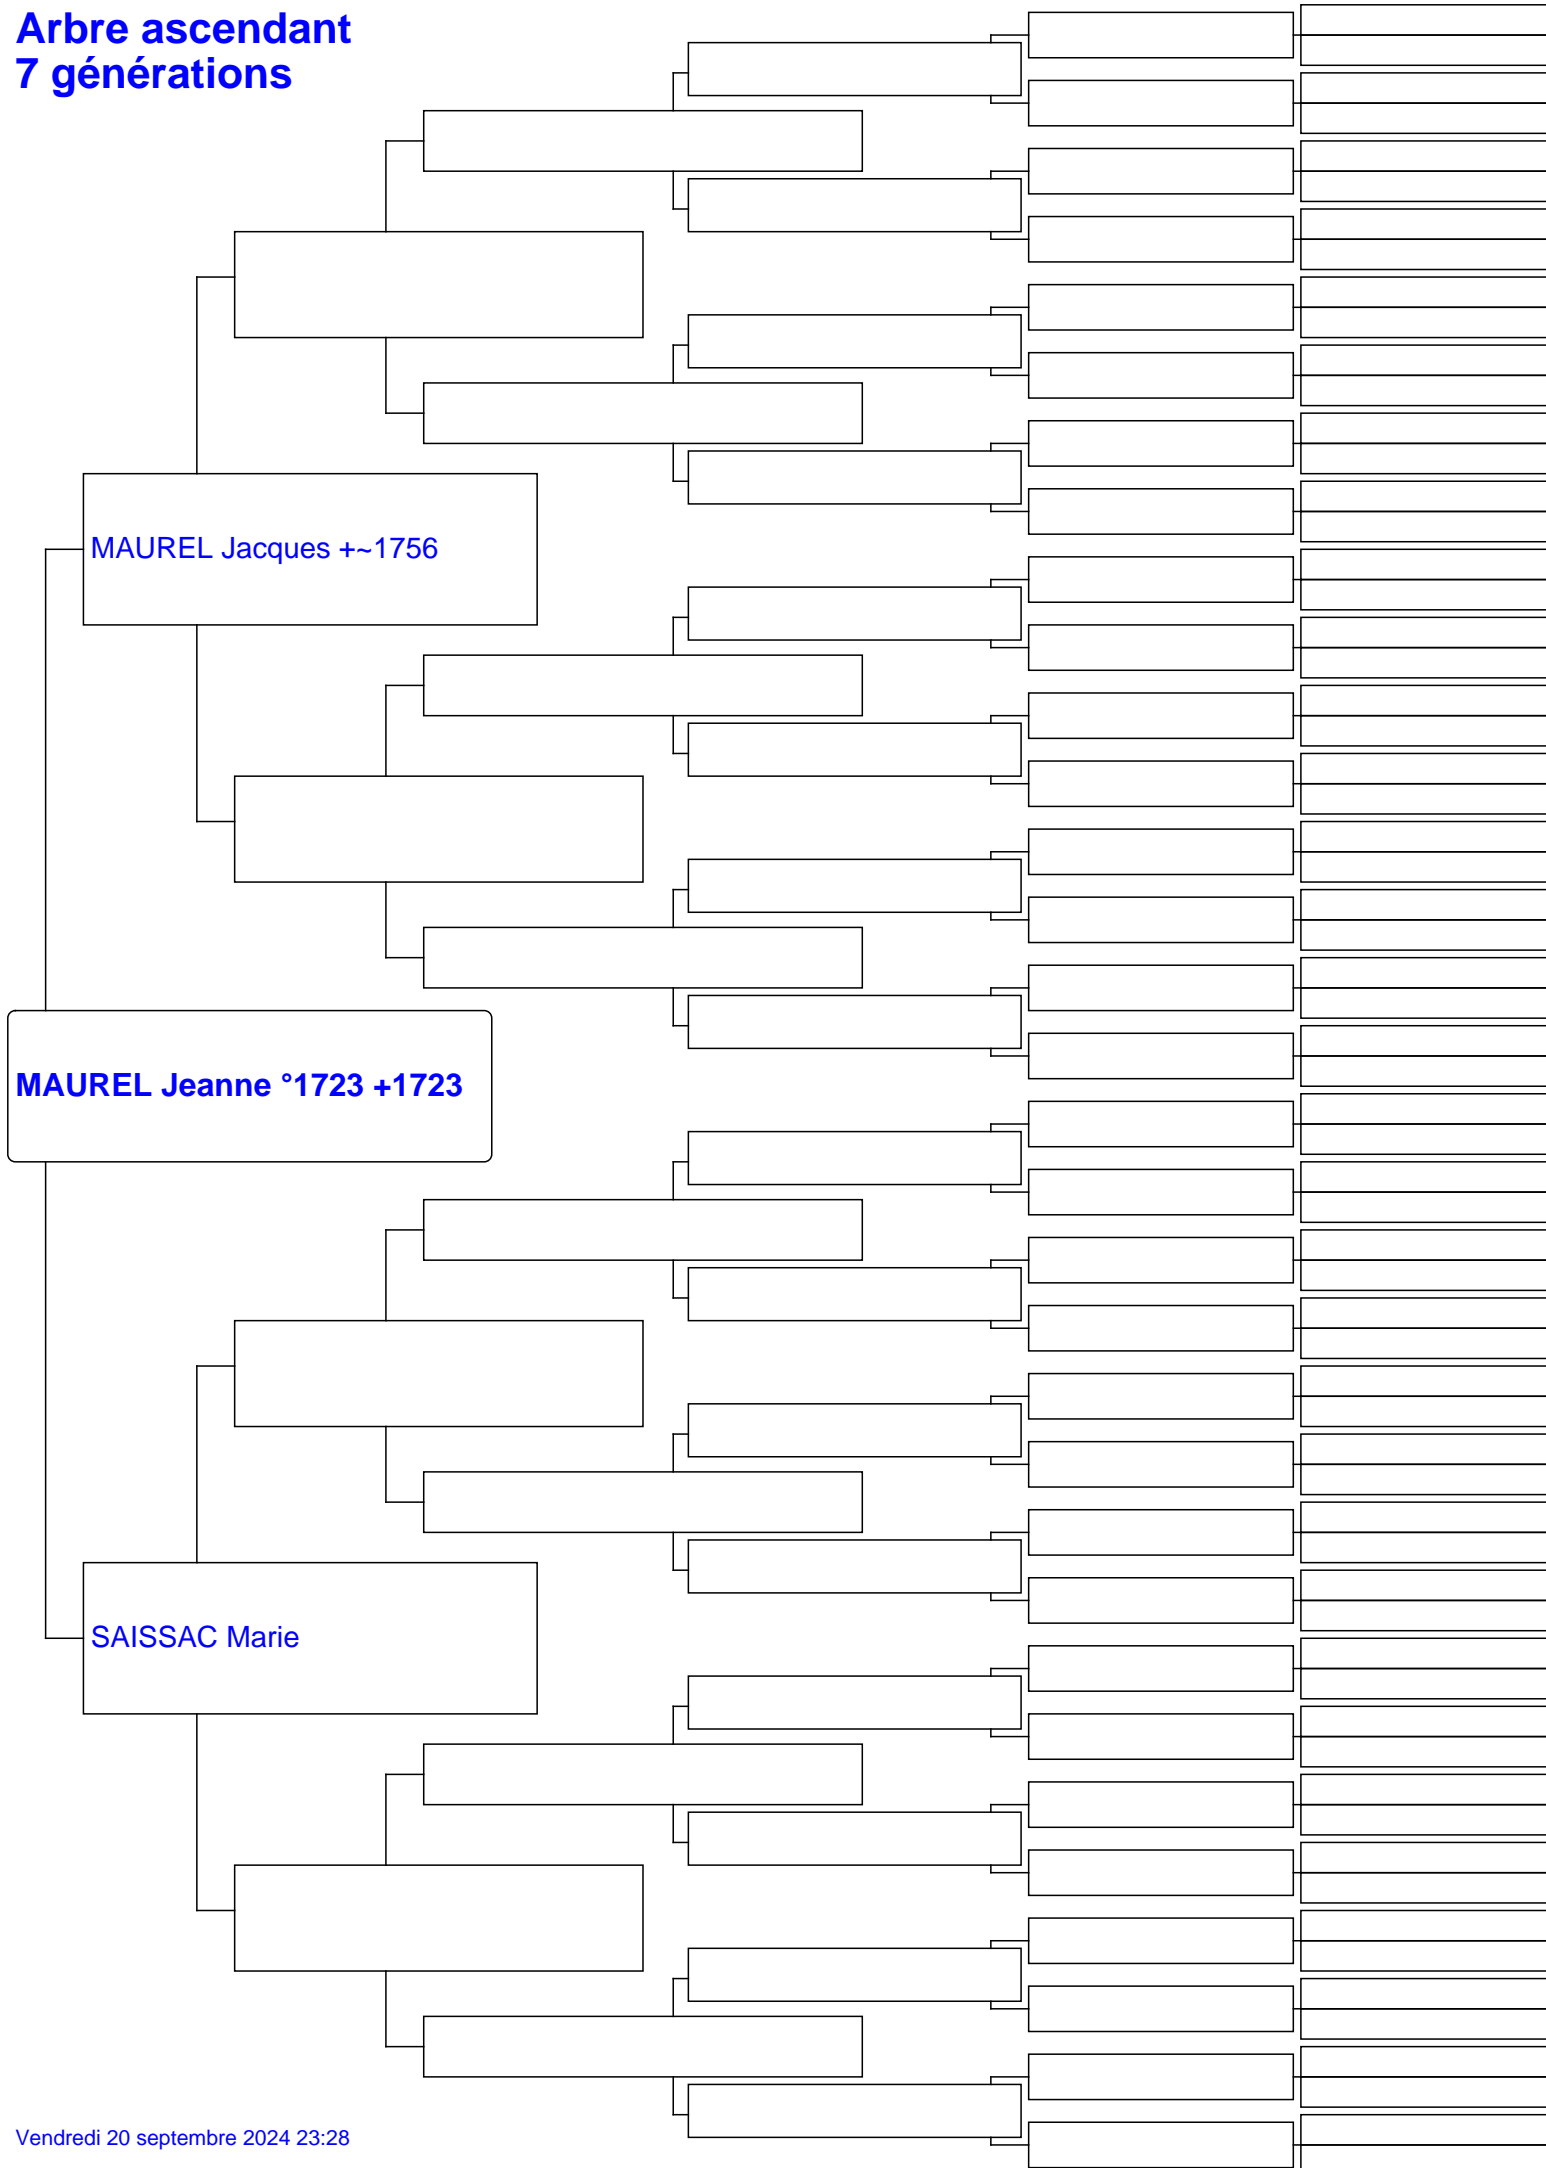 Arbre ascendant
7 générations
MAUREL Jacques +~1756
MAUREL Jeanne °1723 +1723
SAISSAC Marie
Vendredi 20 septembre 2024 23:28